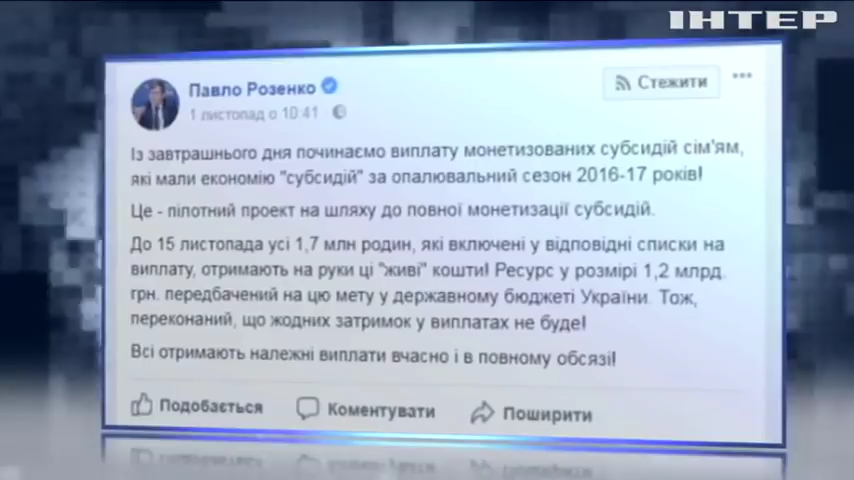 ІНТЕР
Павло Розенко
Стежити
1 листопад о 10:41
Із завтрашнього дня починаємо виплату монетизованих субсидій сім'ям,
які мали економію "субсидій" за опалювальний сезон 2016-17 років!
Це - пілотний проект на шляху до повної монетизації субсидій.
До 15 листопада усі 1,7 млн родин, які включені у відповідні списки на
виплату, отримають на руки ці "живі" кошти! Ресурс у розмірі 1,2 млрд.
грн. передбачений на цю мету у державному бюджеті України. Тож,
переконаний, що жодних затримок у виплатах не буде!
Всі отримають належні виплати вчасно і в повному обсязі!
Подобається
Коментувати
Поширити